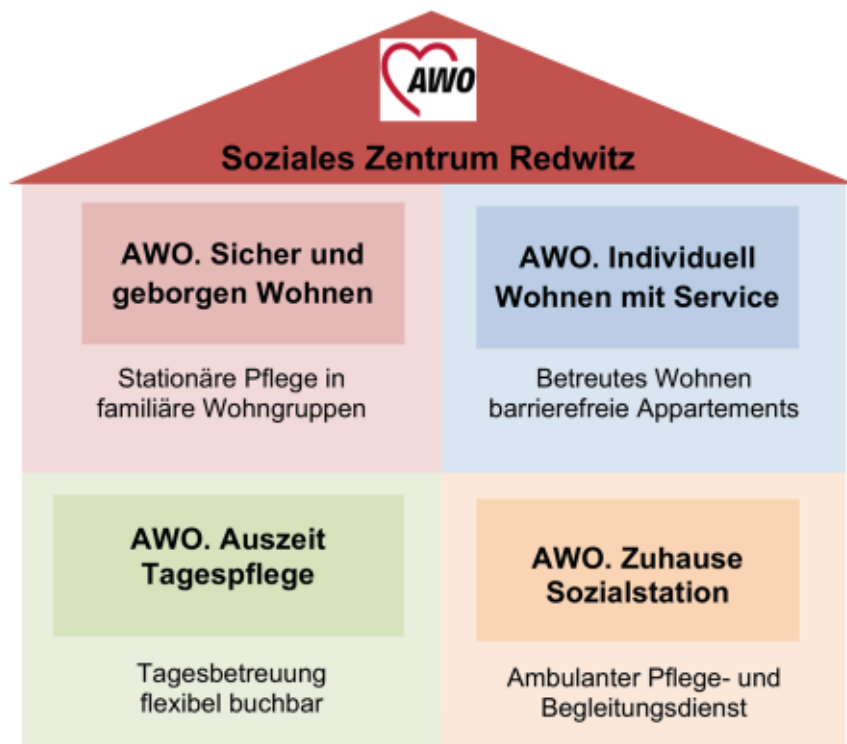 AWO
Soziales Zentrum Redwitz
AWO. Sicher und
geborgen Wohnen
Stationäre Pflege in
familiäre Wohngruppen
AWO. Individuell
Wohnen mit Service
Betreutes Wohnen
barrierefreie Appartements
AWO. Auszeit
Tagespflege
Tagesbetreuung
flexibel buchbar
AWO. Zuhause
Sozialstation
Ambulanter Pflege- und
Begleitungsdienst